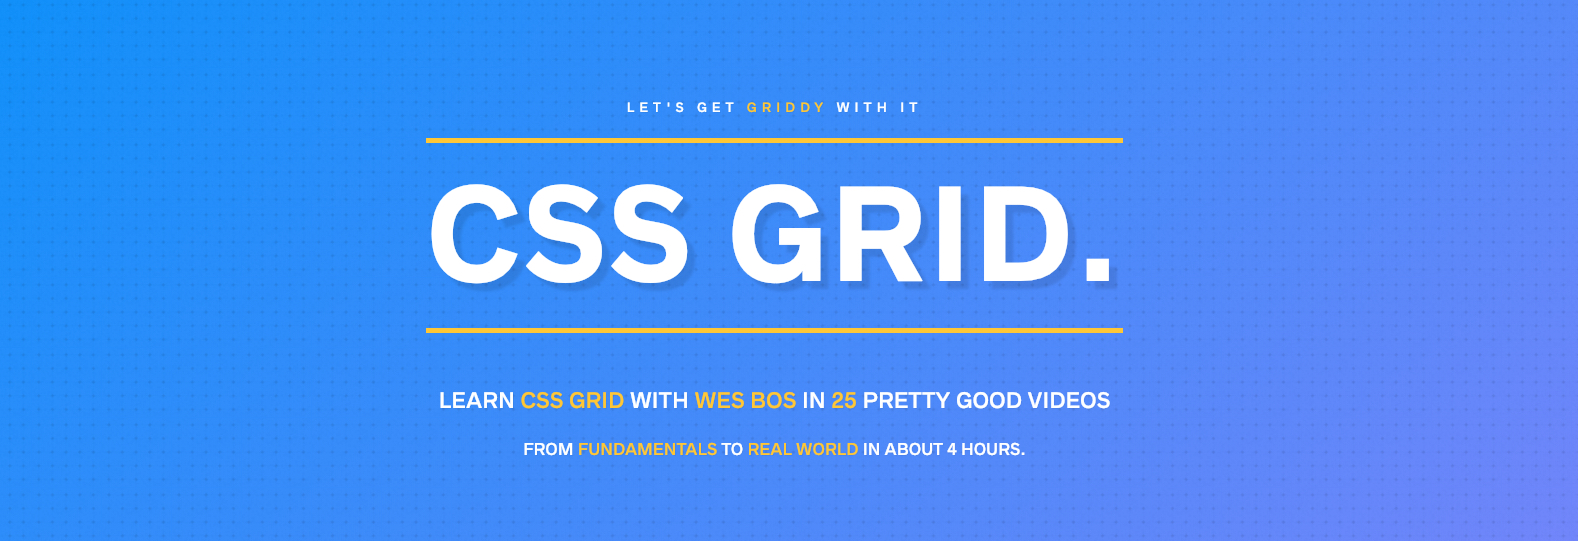 LET'S GET GRIDDY WITH IT
CSS GRID.
LEARN CSS GRID WITH WES BOS IN 25 PRETTY GOOD VIDEOS
FROM FUNDAMENTALS TO REAL WORLD IN ABOUT 4 HOURS.